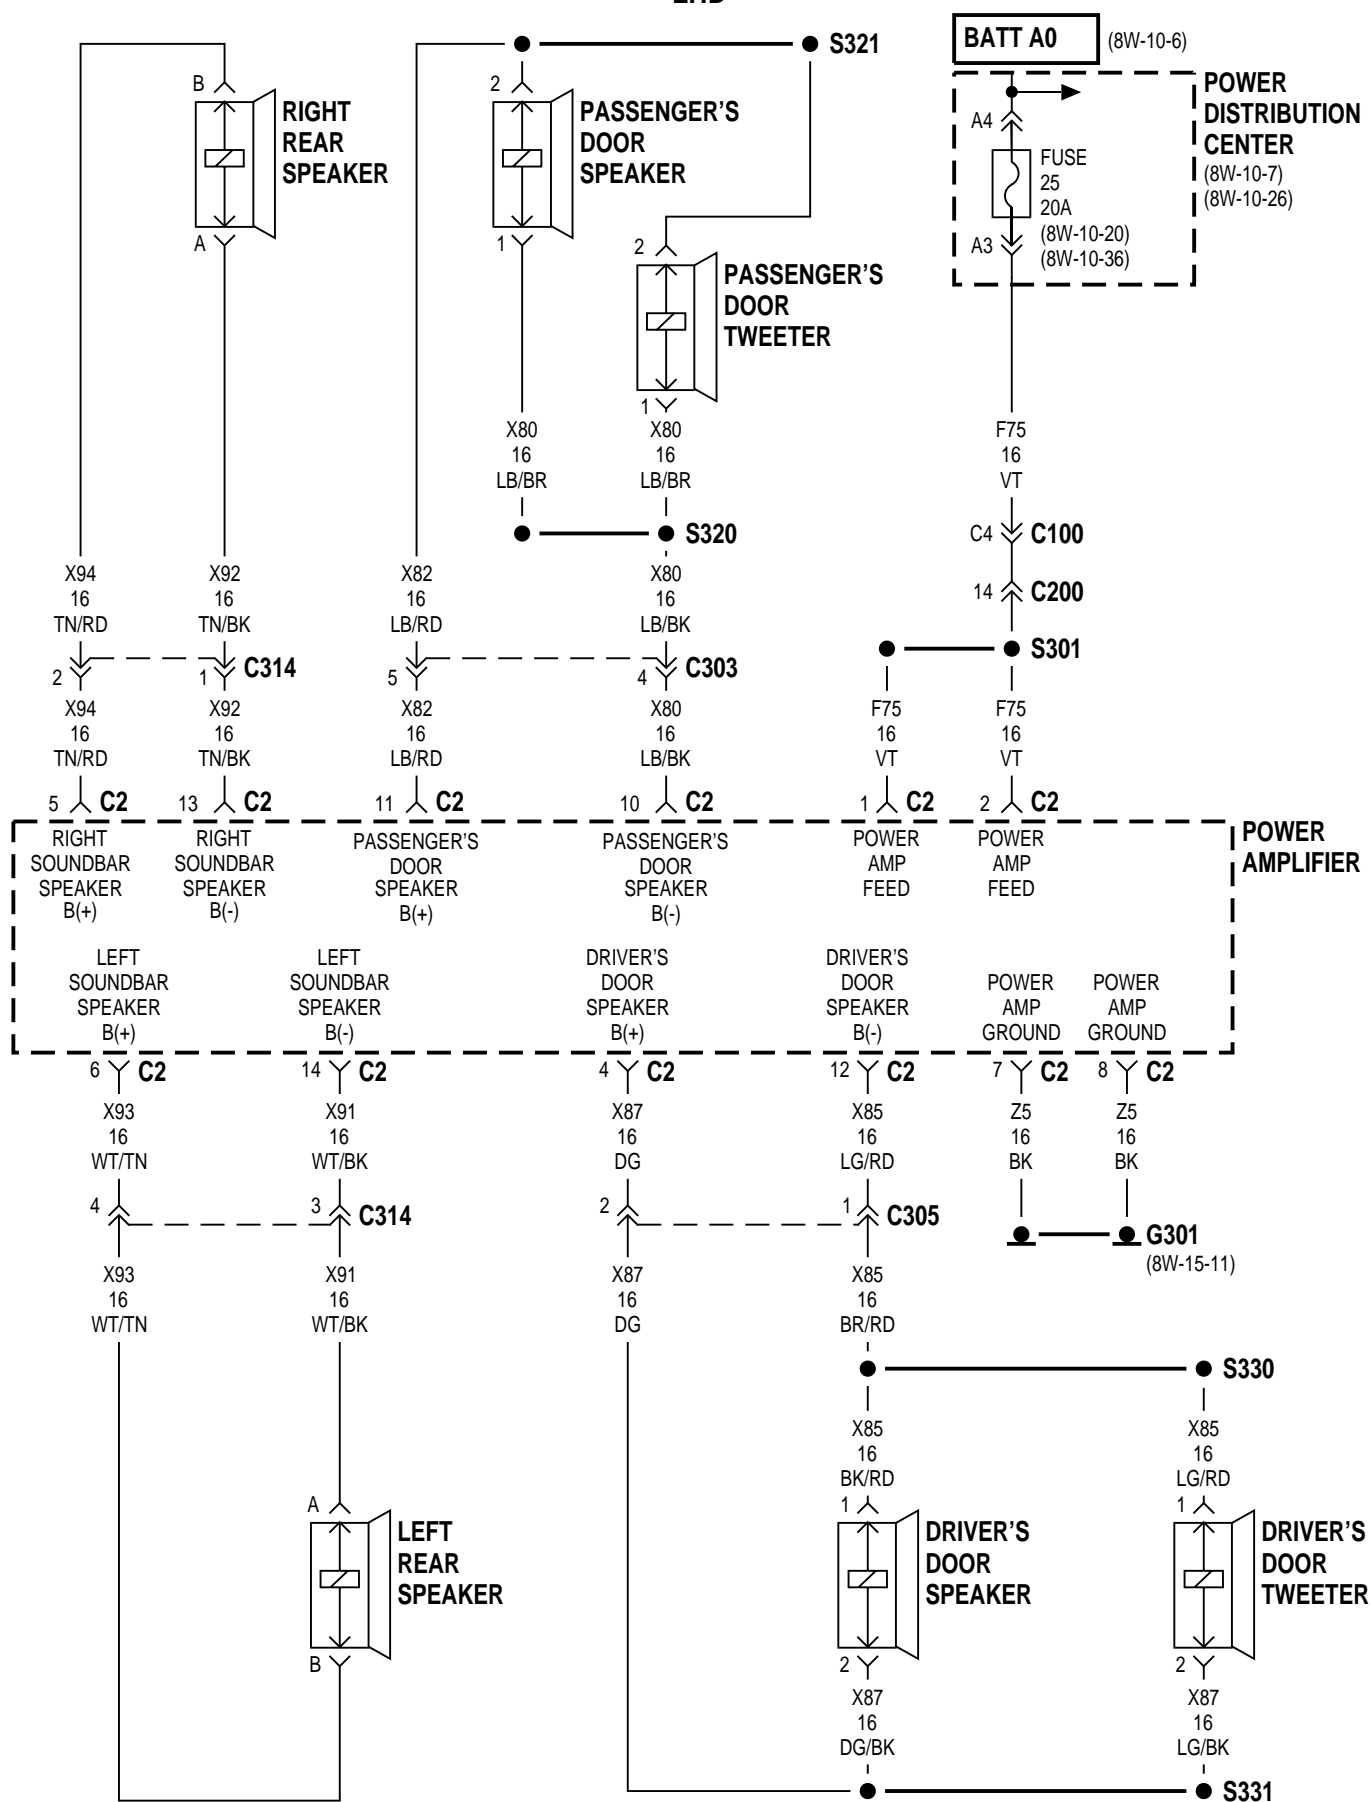 BATT A0
(8W-10-6)
S321
B
2
RIGHT
REAR
SPEAKER
PASSENGER'S
DOOR
SPEAKER
POWER
DISTRIBUTION
CENTER
(8W-10-7)
(8W-10-26)
A4
FUSE
25
20A
(8W-10-20)
(8W-10-36)
A3
A
1
2
PASSENGER'S
DOOR
TWEETER
1
X80
16
LB/BR
X80
16
LB/BR
F75
16
VT
S320
C4
C100
X94
16
TN/RD
X92
16
TN/BK
X82
16
LB/RD
X80
16
LB/BK
14
C200
S301
2
1
C314
5
4
C303
X94
16
TN/RD
X92
16
TN/BK
X82
16
LB/RD
X80
16
LB/BK
F75
16
VT
F75
16
VT
5
C2
13
C2
11
C2
10
C2
1
C2
2
C2
POWER
AMPLIFIER
RIGHT
SOUNDBAR
SPEAKER
B(+)
RIGHT
SOUNDBAR
SPEAKER
B(-)
PASSENGER'S
DOOR
SPEAKER
B(+)
PASSENGER'S
DOOR
SPEAKER
B(-)
POWER
AMP
FEED
POWER
AMP
FEED
LEFT
SOUNDBAR
SPEAKER
B(+)
LEFT
SOUNDBAR
SPEAKER
B(-)
DRIVER'S
DOOR
SPEAKER
B(+)
DRIVER'S
DOOR
SPEAKER
B(-)
POWER
AMP
GROUND
POWER
AMP
GROUND
6
C2
14
C2
4
C2
12
C2
7
C2
8
C2
X93
16
WT/TN
X91
16
WT/BK
X87
16
DG
X85
16
LG/RD
Z5
16
BK
Z5
16
BK
4
3
C314
2
1
C305
G301
(8W-15-11)
X93
16
WT/TN
X91
16
WT/BK
X87
16
DG
X85
16
BR/RD
S330
X85
16
BK/RD
X85
16
LG/RD
A
1
1
LEFT
REAR
SPEAKER
DRIVER'S
DOOR
SPEAKER
DRIVER'S
DOOR
TWEETER
B
2
2
X87
16
DG/BK
X87
16
LG/BK
S331